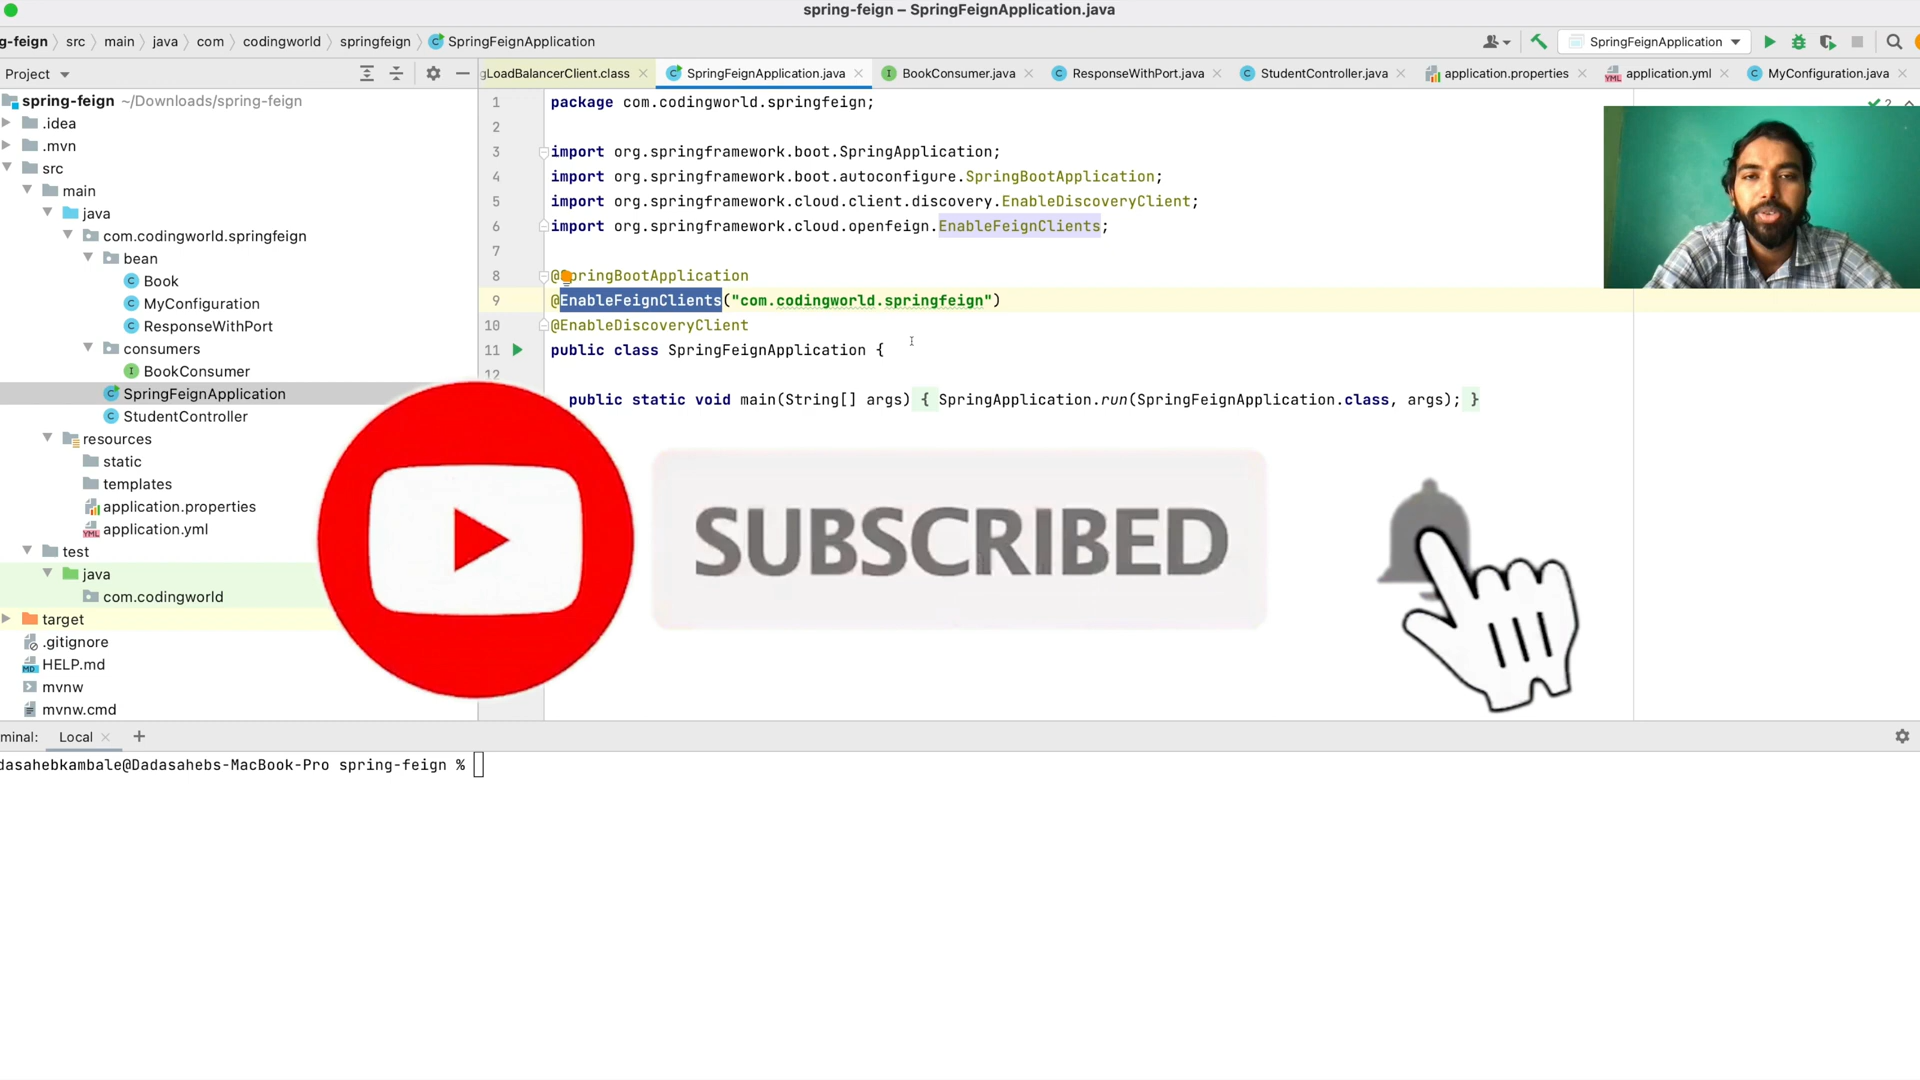 spring-feign – SpringFeignApplication.java
g-feign src main java com codingworld springfeign SpringFeignApplication
SpringFeignApplication
Project
gLoadBalancerClient.class
SpringFeignApplication.java
BookConsumer.java
ResponseWithPort.java
StudentController.java
application.properties
application.yml
MyConfiguration.java
spring-feign ~/Downloads/spring-feign
.idea
.mvn
src
main
java
com.codingworld.springfeign
bean
Book
MyConfiguration
ResponseWithPort
consumers
BookConsumer
SpringFeignApplication
StudentController
resources
static
templates
application.properties
application.yml
test
java
com.codingworld
target
.gitignore
HELP.md
mvnw
mvnw.cmd
1 package com.codingworld.springfeign;
2
3 import org.springframework.boot.SpringApplication;
4 import org.springframework.boot.autoconfigure.SpringBootApplication;
5 import org.springframework.cloud.client.discovery.EnableDiscoveryClient;
6 import org.springframework.cloud.openfeign.EnableFeignClients;
7
8 @SpringBootApplication
9 @EnableFeignClients("com.codingworld.springfeign")
10 @EnableDiscoveryClient
11 public class SpringFeignApplication {
12
public static void main(String[] args) { SpringApplication.run(SpringFeignApplication.class, args); }
2
SUBSCRIBED
minal: Local
dasahebkambale@Dadasahebs-MacBook-Pro spring-feign %